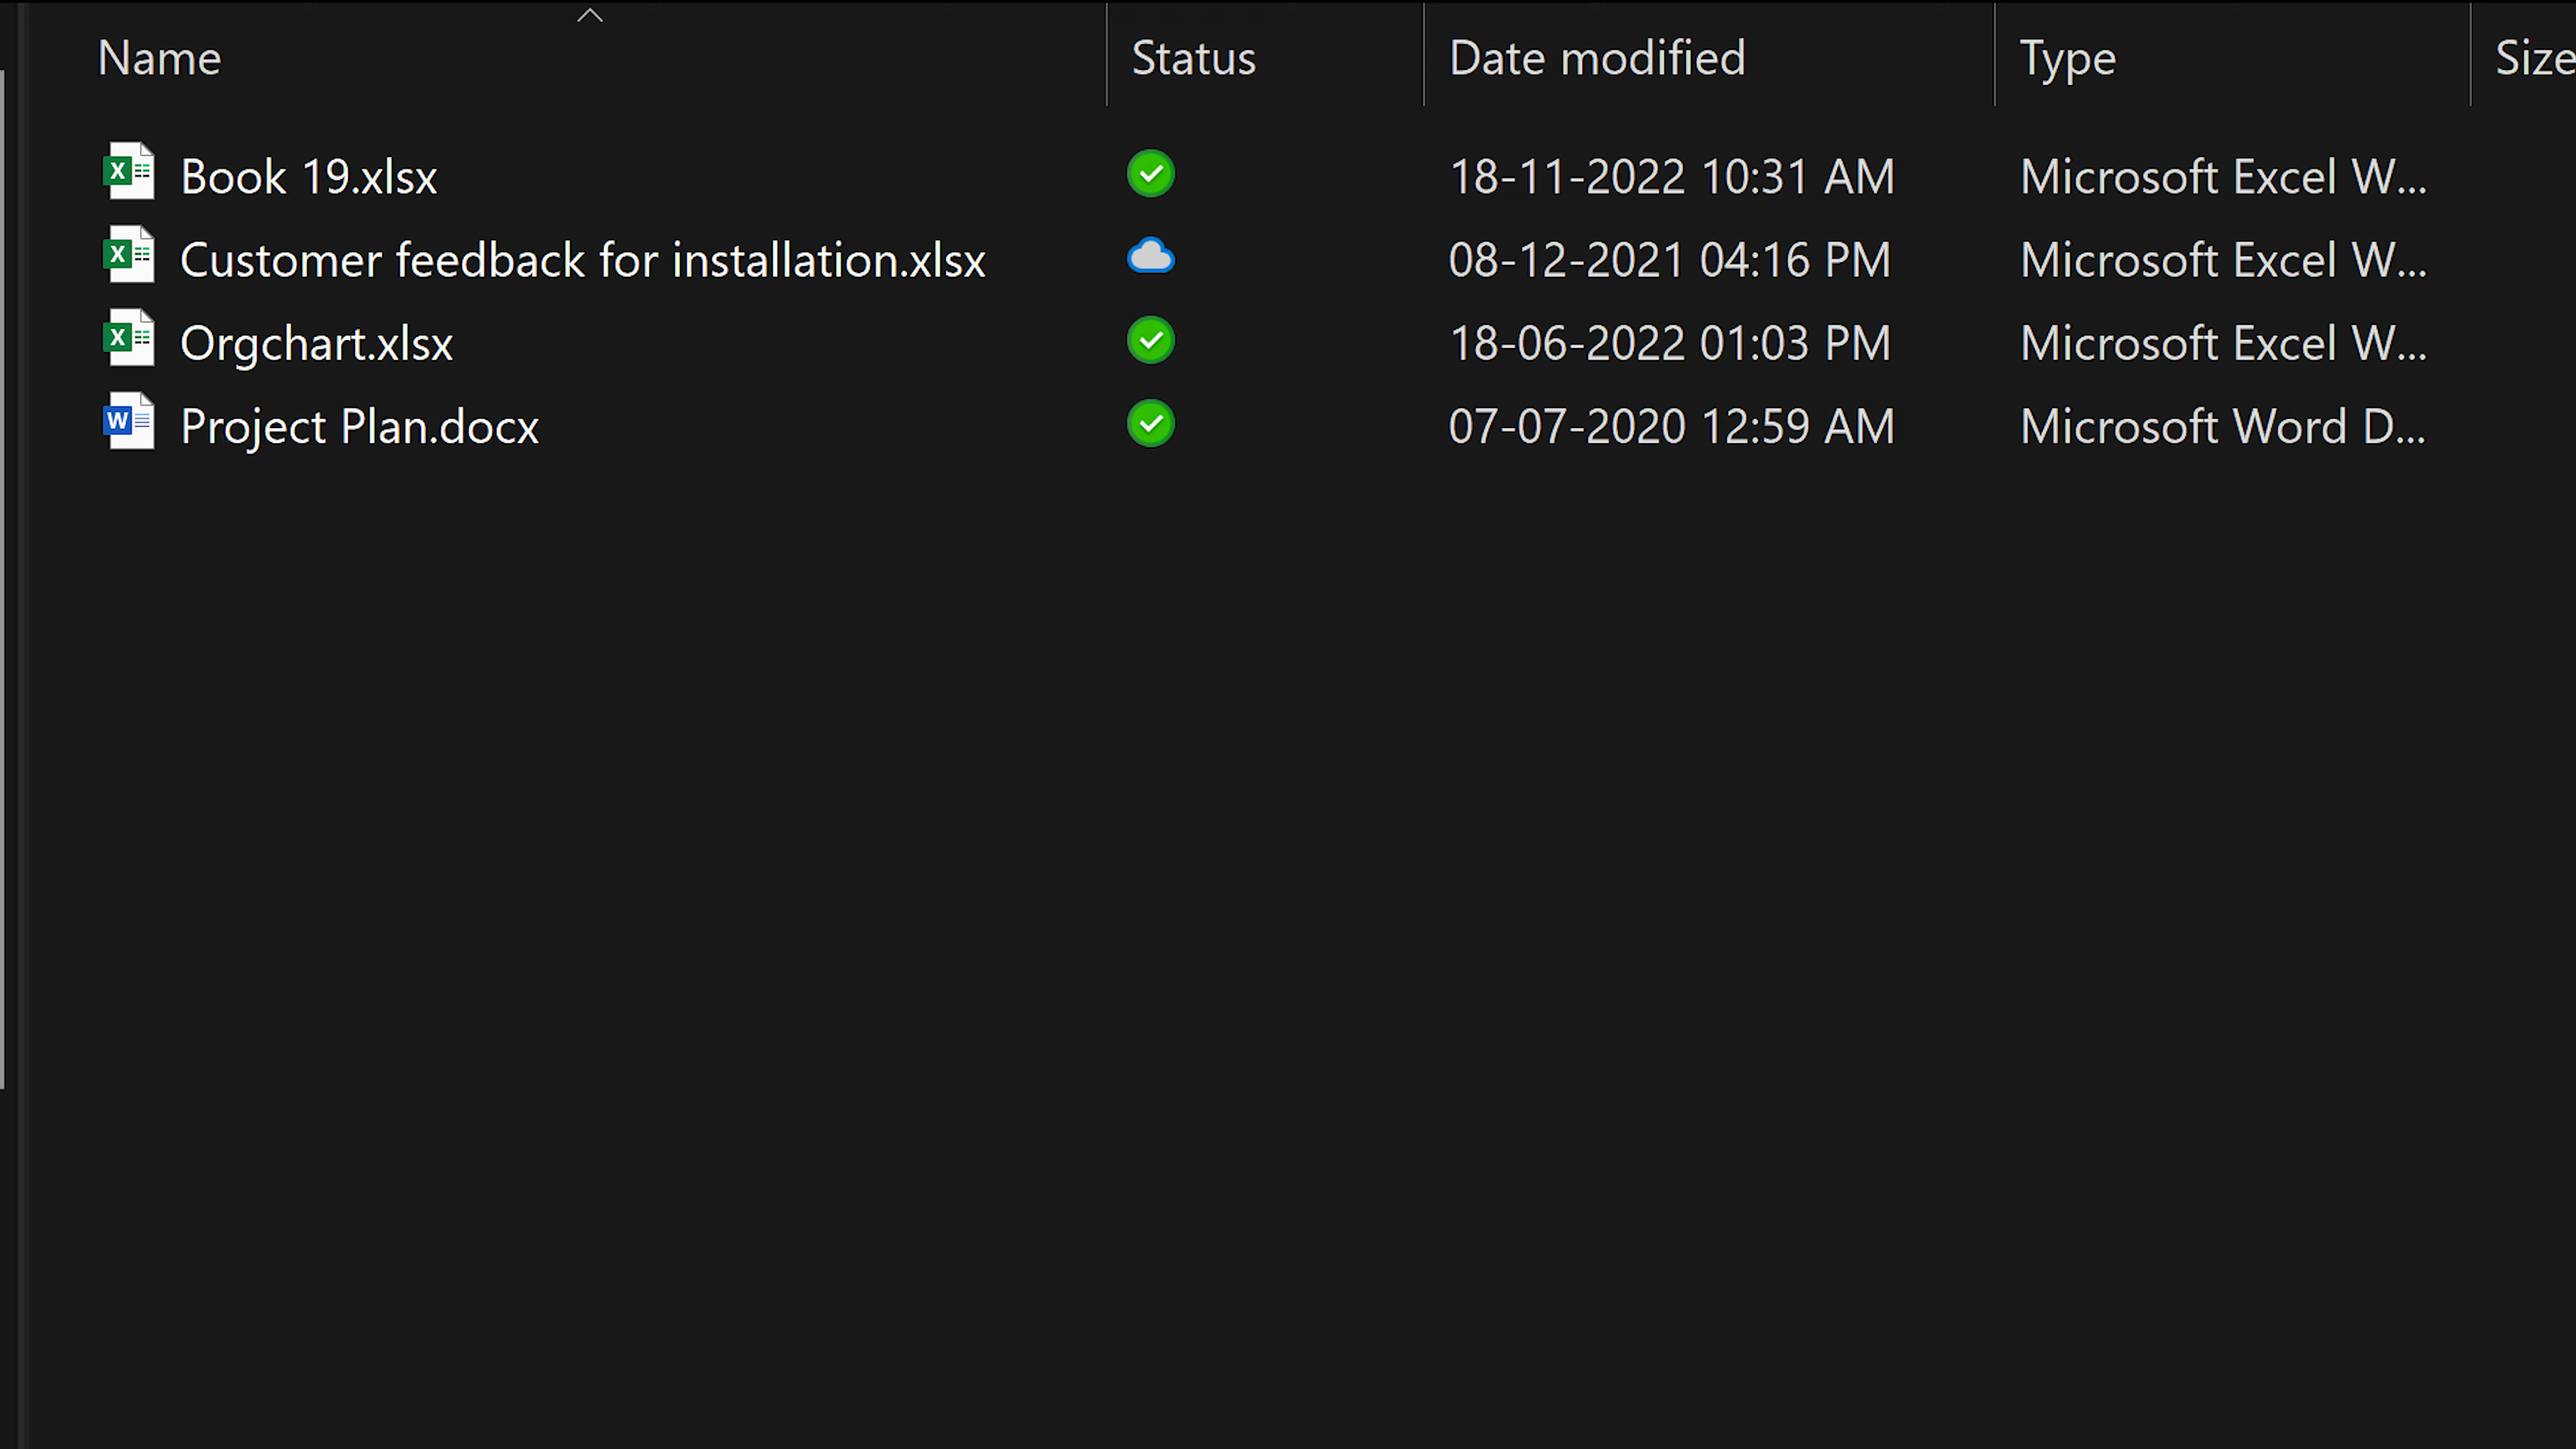 Name Status Date modified Type Size
Book 19.xlsx 18-11-2022 10:31 AM Microsoft Excel W...
Customer feedback for installation.xlsx 08-12-2021 04:16 PM Microsoft Excel W...
Orgchart.xlsx 18-06-2022 01:03 PM Microsoft Excel W...
Project Plan.docx 07-07-2020 12:59 AM Microsoft Word D...